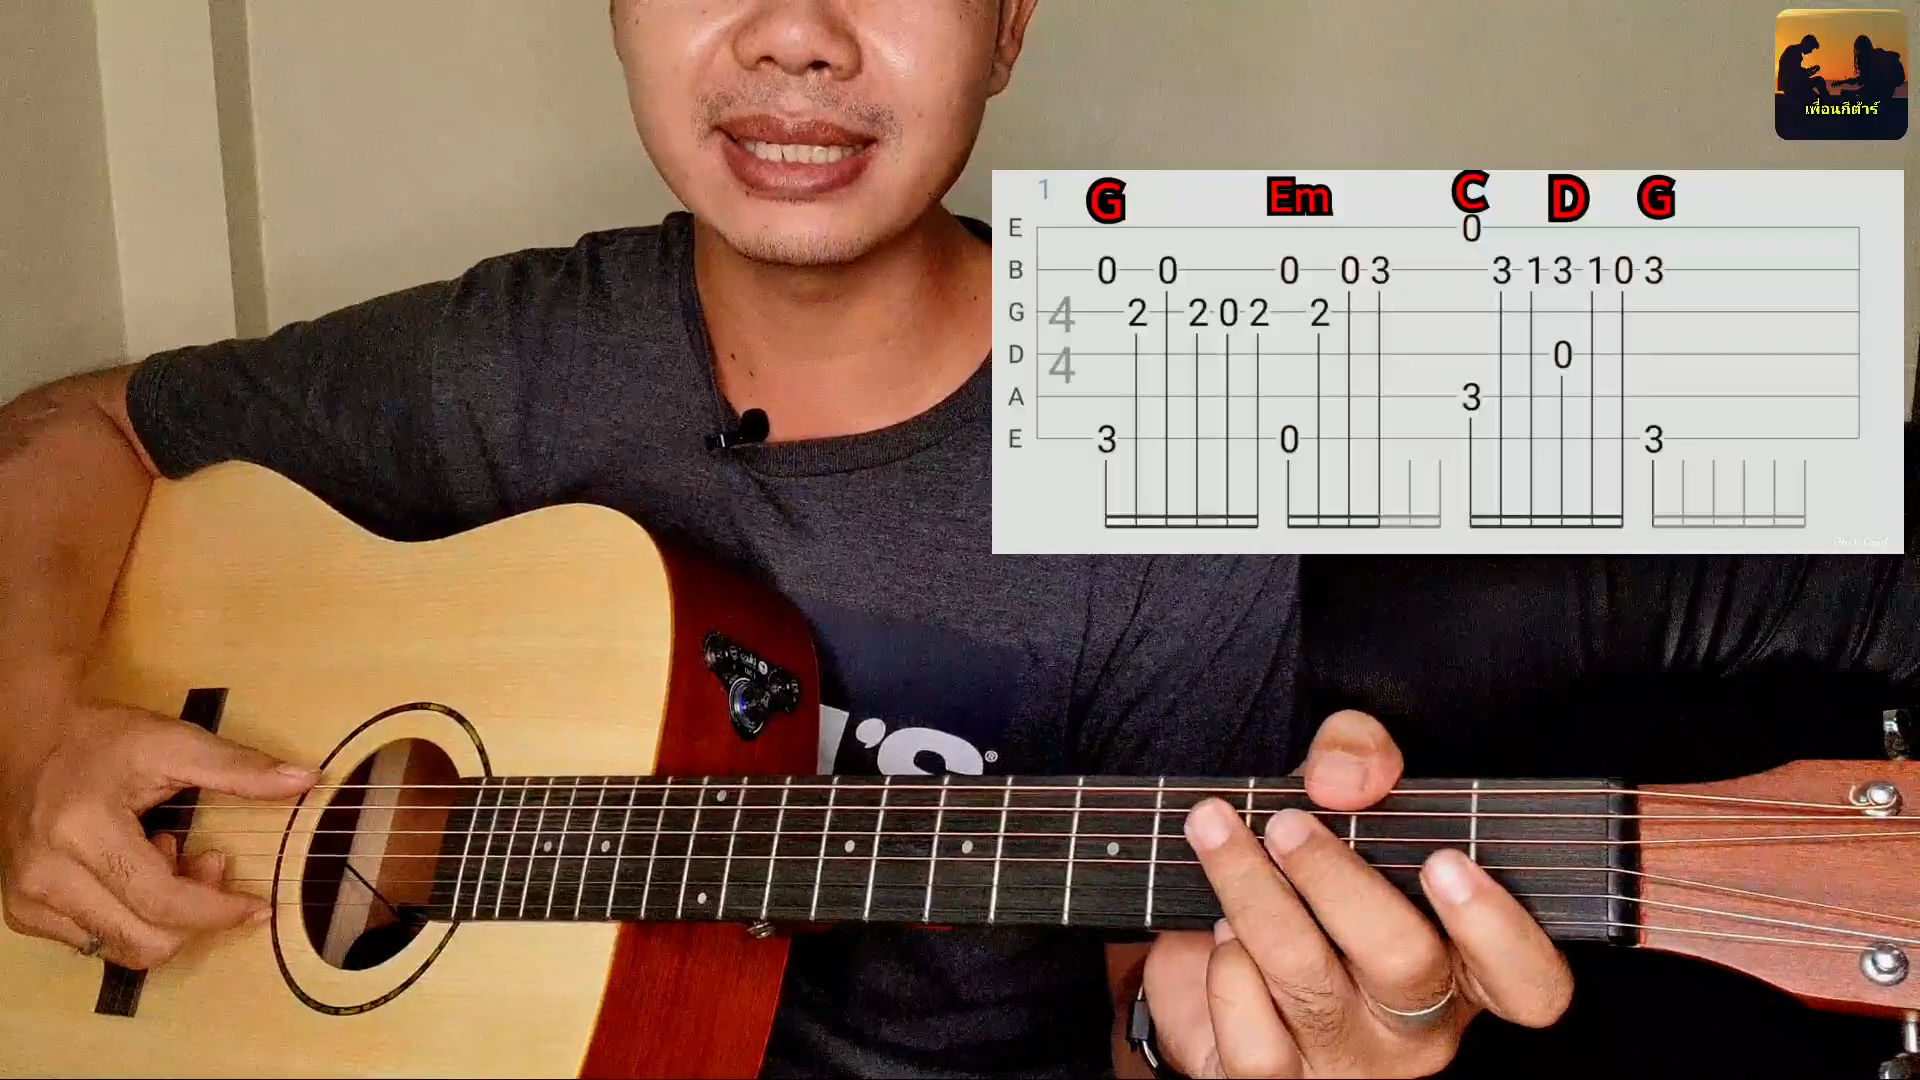 เพื่อนกีต้าร์
1
G Em C D G
E 0
B 0 0 0 0 3 3 1 3 1 0 3
G 4 2 2 0 2 2
D 4 0
A 3
E 3 0 3
's®